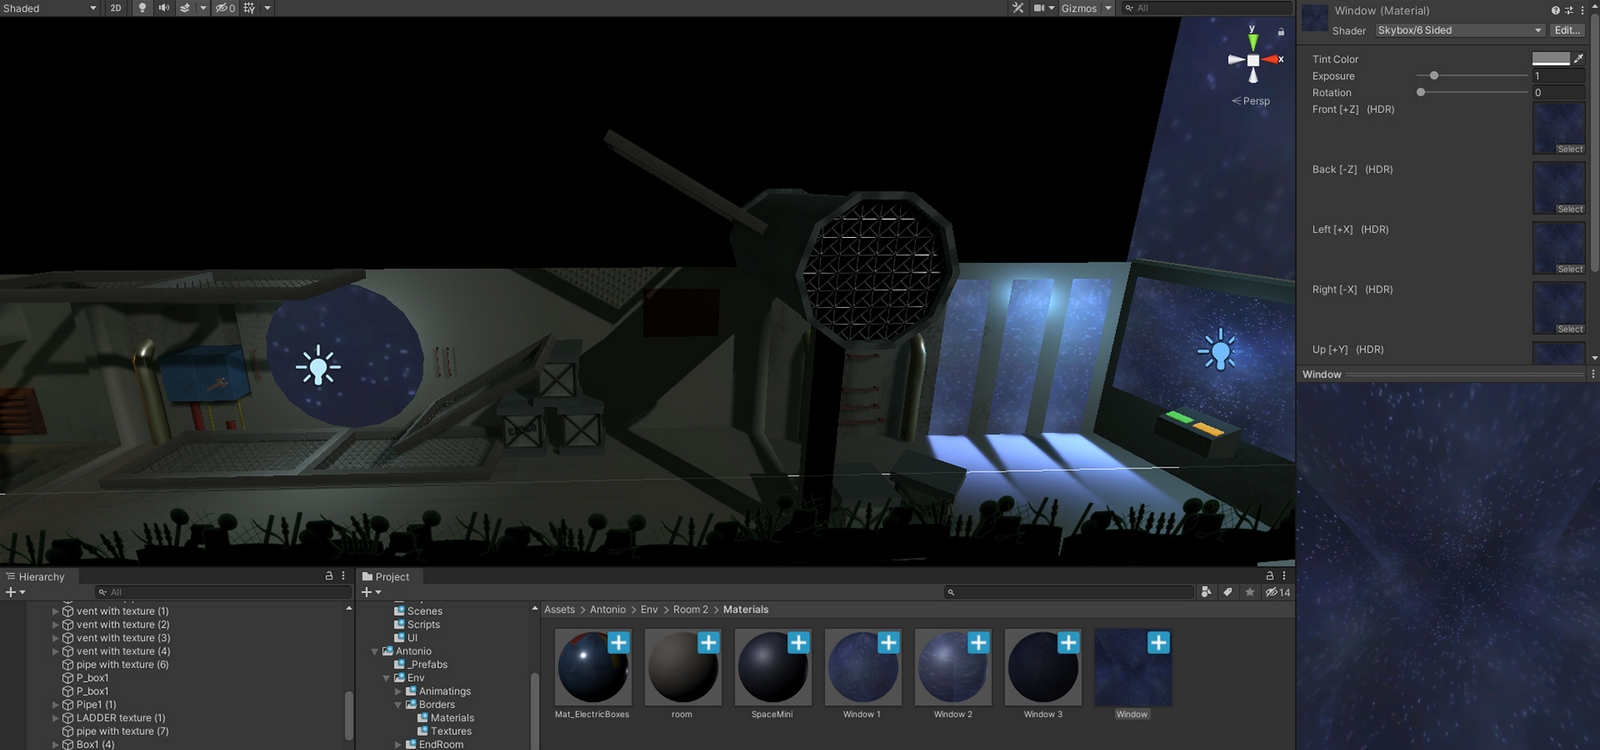 Shaded
2D
0
Gizmos
All
y
x
Persp
Window (Material)
Shader
Skybox/6 Sided
Edit...
Tint Color
Exposure
1
Rotation
0
Front [+Z] (HDR)
Select
Back [-Z] (HDR)
Select
Left [+X] (HDR)
Select
Right [-X] (HDR)
Select
Up [+Y] (HDR)
Window
Hierarchy
All
vent with texture (1)
vent with texture (2)
vent with texture (3)
vent with texture (4)
pipe with texture (6)
P_box1
P_box1
Pipe1 (1)
LADDER texture (1)
pipe with texture (7)
Box1 (4)
Project
14
Scenes
Scripts
UI
Antonio
_Prefabs
Env
Animatings
Borders
Materials
Textures
EndRoom
Assets > Antonio > Env > Room 2 > Materials
Mat_ElectricBoxes
room
SpaceMini
Window 1
Window 2
Window 3
Window